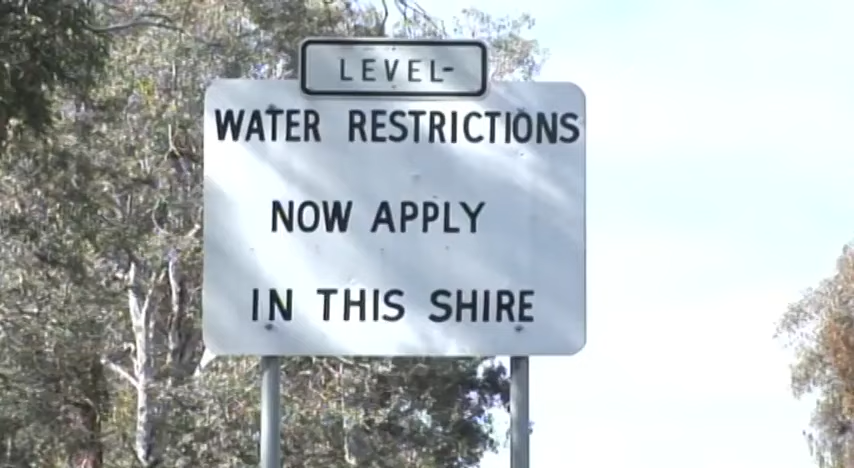 LEVEL-
WATER RESTRICTIONS
NOW APPLY
IN THIS SHIRE